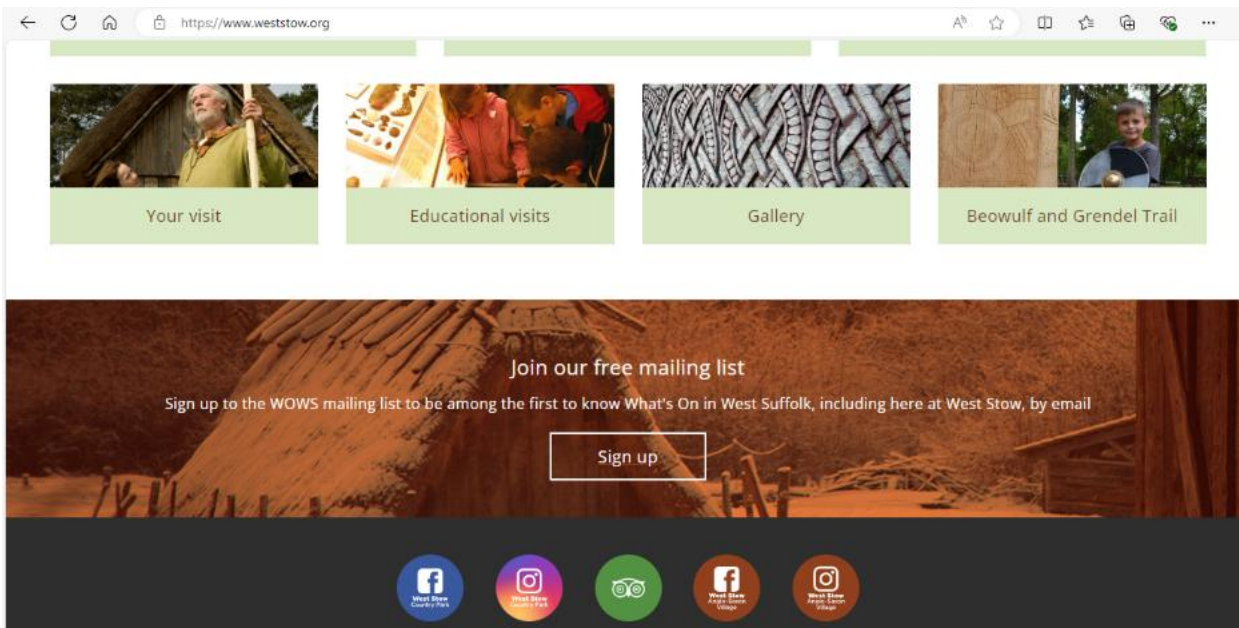 https://www.weststow.org
Your visit
Educational visits
Gallery
Beowulf and Grendel Trail
Join our free mailing list
Sign up to the WOWS mailing list to be among the first to know What's On in West Suffolk, including here at West Stow, by email
Sign up
West Stow
Country Park
West Stow
Country Park
West Stow
Anglo-Saxon
Village
West Stow
Anglo-Saxon
Village